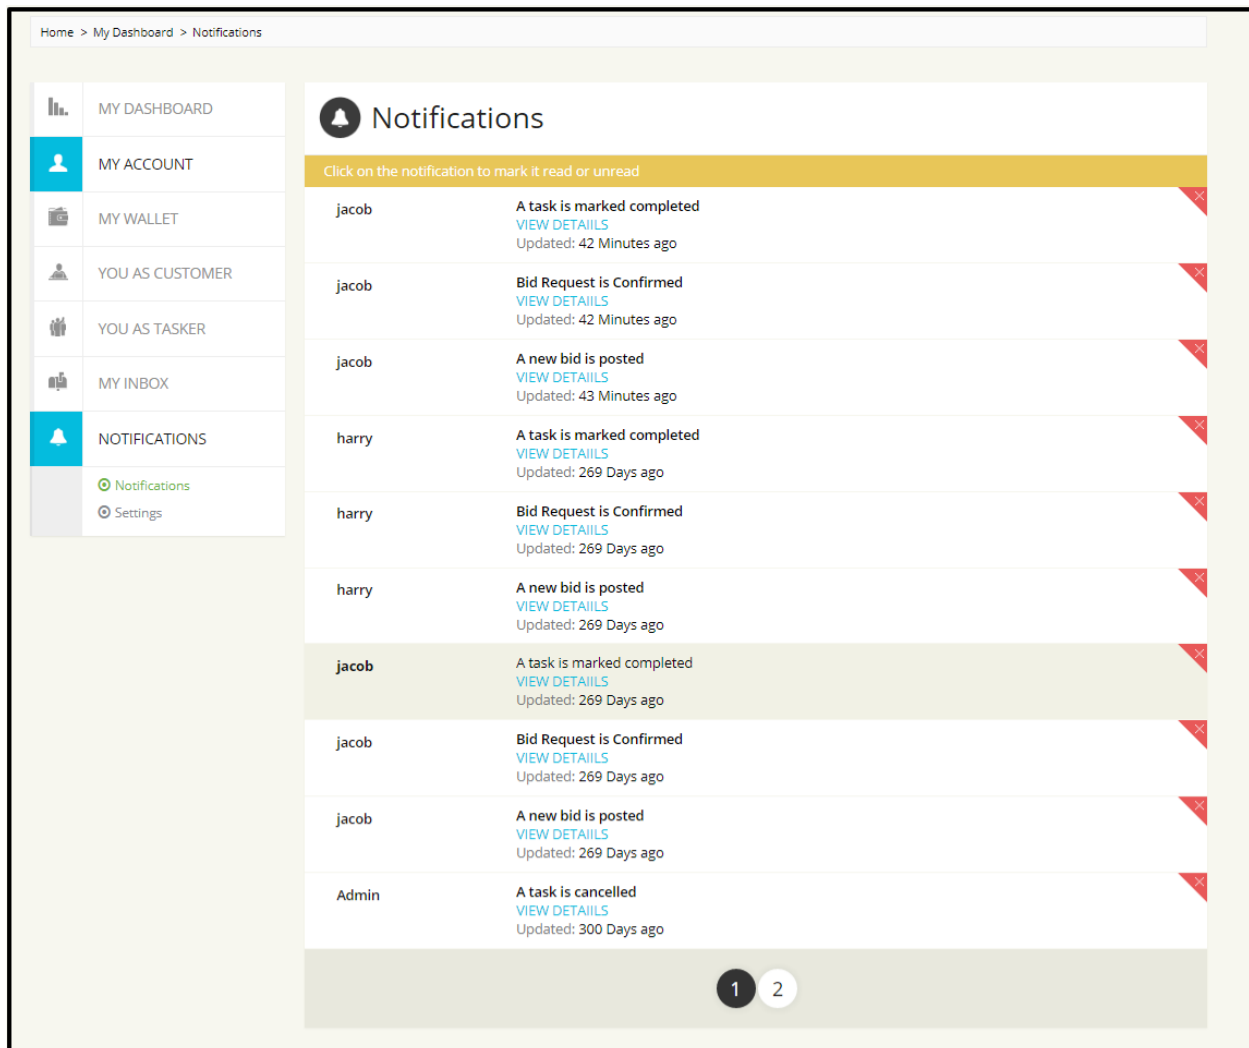 Home > My Dashboard > Notifications
MY DASHBOARD
MY ACCOUNT
MY WALLET
YOU AS CUSTOMER
YOU AS TASKER
MY INBOX
NOTIFICATIONS
Notifications
Settings
Notifications
Click on the notification to mark it read or unread
jacob
A task is marked completed
VIEW DETAIILS
Updated: 42 Minutes ago
jacob
Bid Request is Confirmed
VIEW DETAIILS
Updated: 42 Minutes ago
jacob
A new bid is posted
VIEW DETAIILS
Updated: 43 Minutes ago
harry
A task is marked completed
VIEW DETAIILS
Updated: 269 Days ago
harry
Bid Request is Confirmed
VIEW DETAIILS
Updated: 269 Days ago
harry
A new bid is posted
VIEW DETAIILS
Updated: 269 Days ago
jacob
A task is marked completed
VIEW DETAIILS
Updated: 269 Days ago
jacob
Bid Request is Confirmed
VIEW DETAIILS
Updated: 269 Days ago
jacob
A new bid is posted
VIEW DETAIILS
Updated: 269 Days ago
Admin
A task is cancelled
VIEW DETAIILS
Updated: 300 Days ago
1 2